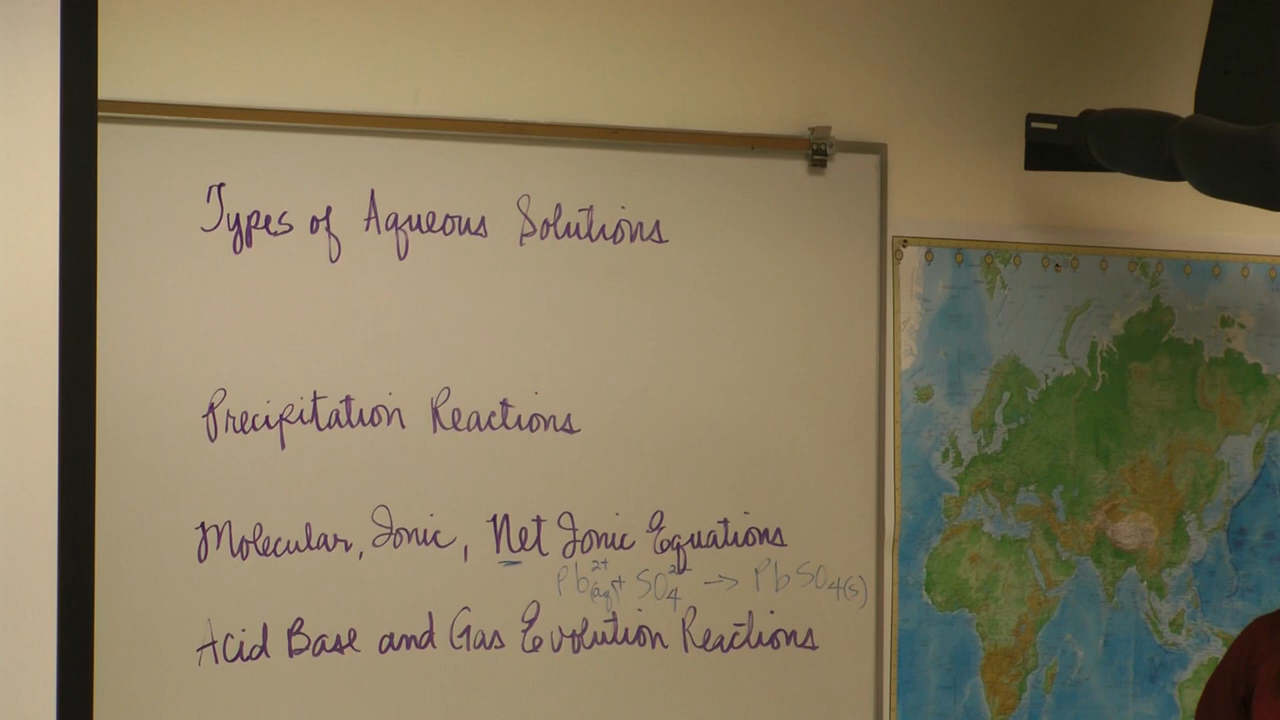 Types of Aqueous Solutions
Precipitation Reactions
Molecular, Ionic, Net Ionic Equations
Pb²⁺(aq) + SO₄²⁻ → PbSO₄(s)
Acid Base and Gas Evolution Reactions